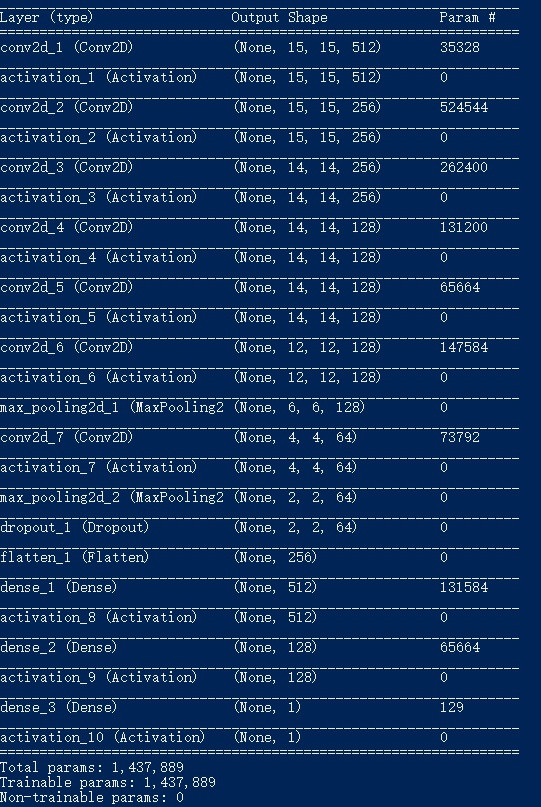 Layer (type) Output Shape Param #
conv2d_1 (Conv2D) (None, 15, 15, 512) 35328
activation_1 (Activation) (None, 15, 15, 512) 0
conv2d_2 (Conv2D) (None, 15, 15, 256) 524544
activation_2 (Activation) (None, 15, 15, 256) 0
conv2d_3 (Conv2D) (None, 14, 14, 256) 262400
activation_3 (Activation) (None, 14, 14, 256) 0
conv2d_4 (Conv2D) (None, 14, 14, 128) 131200
activation_4 (Activation) (None, 14, 14, 128) 0
conv2d_5 (Conv2D) (None, 14, 14, 128) 65664
activation_5 (Activation) (None, 14, 14, 128) 0
conv2d_6 (Conv2D) (None, 12, 12, 128) 147584
activation_6 (Activation) (None, 12, 12, 128) 0
max_pooling2d_1 (MaxPooling2 (None, 6, 6, 128) 0
conv2d_7 (Conv2D) (None, 4, 4, 64) 73792
activation_7 (Activation) (None, 4, 4, 64) 0
max_pooling2d_2 (MaxPooling2 (None, 2, 2, 64) 0
dropout_1 (Dropout) (None, 2, 2, 64) 0
flatten_1 (Flatten) (None, 256) 0
dense_1 (Dense) (None, 512) 131584
activation_8 (Activation) (None, 512) 0
dense_2 (Dense) (None, 128) 65664
activation_9 (Activation) (None, 128) 0
dense_3 (Dense) (None, 1) 129
activation_10 (Activation) (None, 1) 0
Total params: 1,437,889
Trainable params: 1,437,889
Non-trainable params: 0